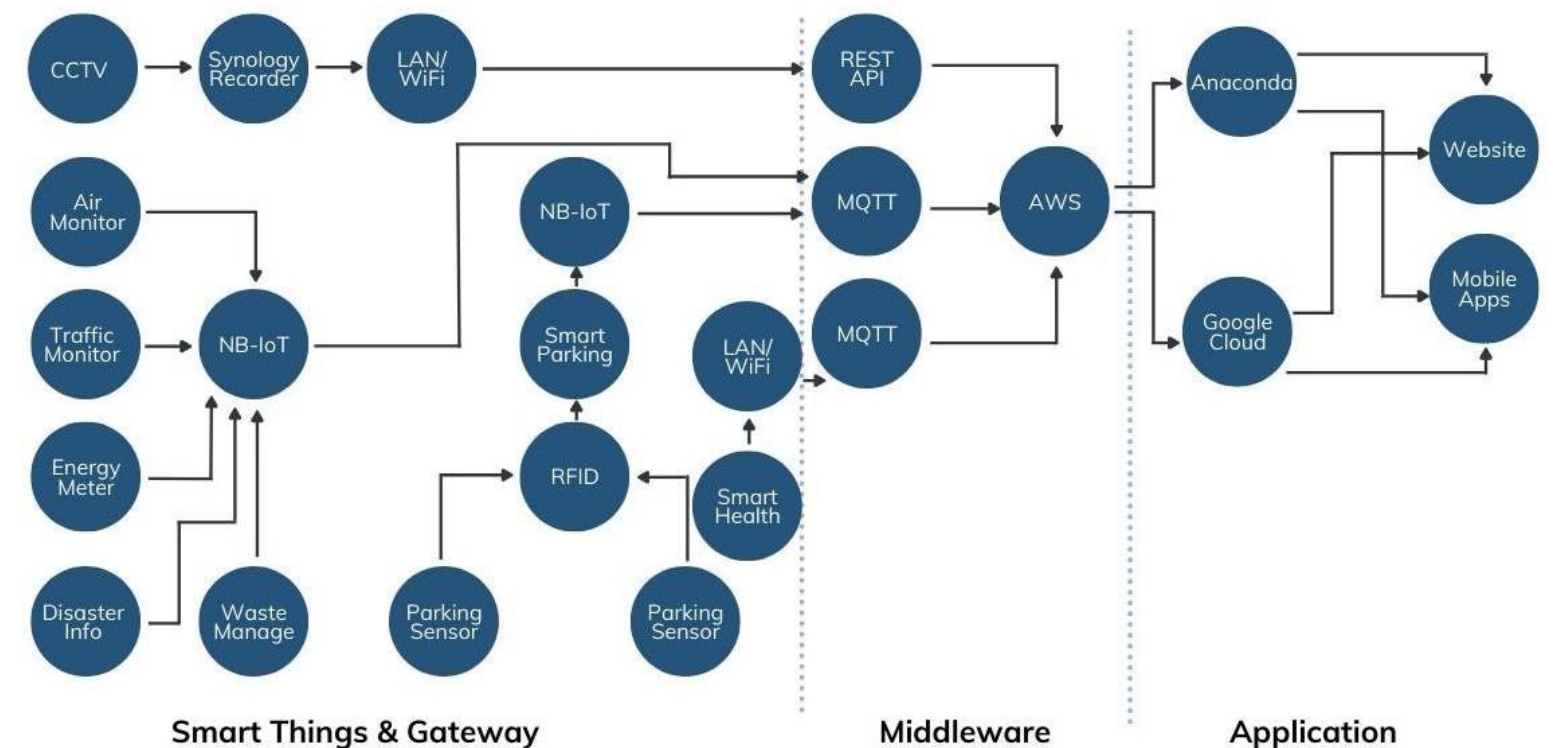 CCTV
Synology
Recorder
LAN/
WiFi
REST
API
Anaconda
Website
Air
Monitor
NB-IoT
MQTT
AWS
Traffic
Monitor
NB-IoT
Smart
Parking
LAN/
WiFi
MQTT
Google
Cloud
Mobile
Apps
Energy
Meter
RFID
Smart
Health
Disaster
Info
Waste
Manage
Parking
Sensor
Parking
Sensor
Smart Things & Gateway
Middleware
Application